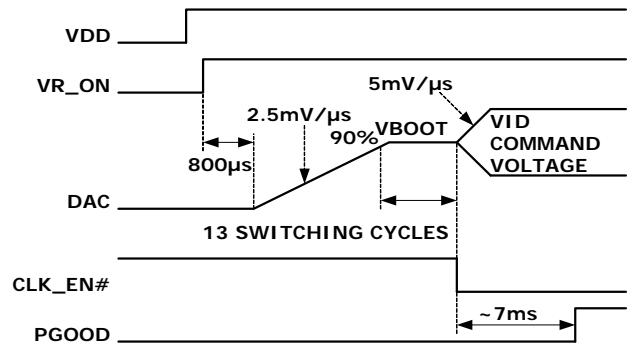 VDD
VR_ON
5mV/µs
2.5mV/µs
90%
VBOOT
VID
COMMAND
VOLTAGE
800µs
DAC
13 SWITCHING CYCLES
CLK_EN#
~7ms
PGOOD